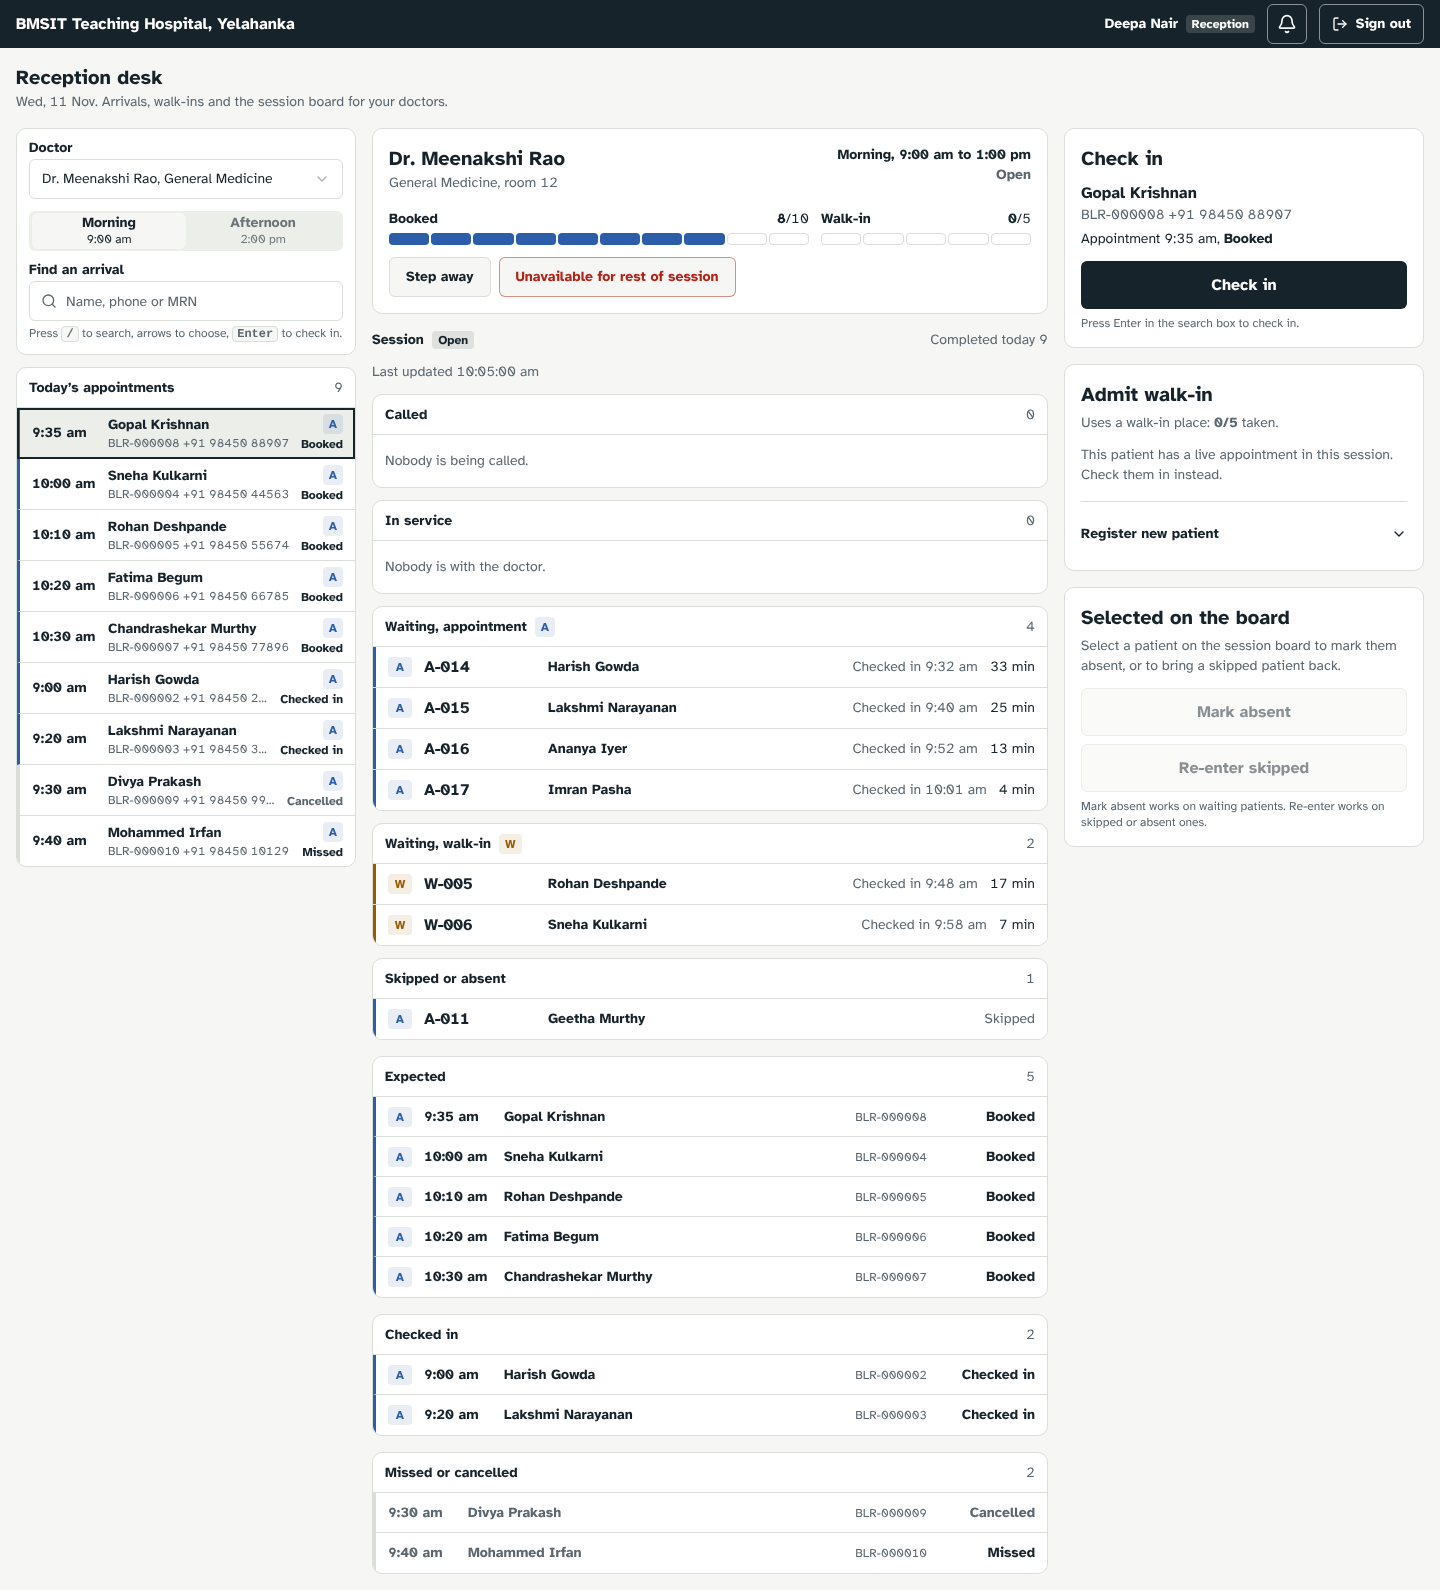 BMSIT Teaching Hospital, Yelahanka
Deepa Nair Reception
Sign out
Reception desk
Wed, 11 Nov. Arrivals, walk-ins and the session board for your doctors.
Doctor
Dr. Meenakshi Rao, General Medicine
Morning
9:00 am
Afternoon
2:00 pm
Find an arrival
Name, phone or MRN
Press / to search, arrows to choose, Enter to check in.
Today's appointments 9
9:35 am Gopal Krishnan A
BLR-000008 +91 98450 88907 Booked
10:00 am Sneha Kulkarni A
BLR-000004 +91 98450 44563 Booked
10:10 am Rohan Deshpande A
BLR-000005 +91 98450 55674 Booked
10:20 am Fatima Begum A
BLR-000006 +91 98450 66785 Booked
10:30 am Chandrashekar Murthy A
BLR-000007 +91 98450 77896 Booked
9:00 am Harish Gowda A
BLR-000002 +91 98450 2... Checked in
9:20 am Lakshmi Narayanan A
BLR-000003 +91 98450 3... Checked in
9:30 am Divya Prakash A
BLR-000009 +91 98450 99... Cancelled
9:40 am Mohammed Irfan A
BLR-000010 +91 98450 10129 Missed
Dr. Meenakshi Rao
General Medicine, room 12
Morning, 9:00 am to 1:00 pm
Open
Booked 8/10
Walk-in 0/5
Step away
Unavailable for rest of session
Session Open
Completed today 9
Last updated 10:05:00 am
Called 0
Nobody is being called.
In service 0
Nobody is with the doctor.
Waiting, appointment A 4
A A-014 Harish Gowda Checked in 9:32 am 33 min
A A-015 Lakshmi Narayanan Checked in 9:40 am 25 min
A A-016 Ananya Iyer Checked in 9:52 am 13 min
A A-017 Imran Pasha Checked in 10:01 am 4 min
Waiting, walk-in W 2
W W-005 Rohan Deshpande Checked in 9:48 am 17 min
W W-006 Sneha Kulkarni Checked in 9:58 am 7 min
Skipped or absent 1
A A-011 Geetha Murthy Skipped
Expected 5
A 9:35 am Gopal Krishnan BLR-000008 Booked
A 10:00 am Sneha Kulkarni BLR-000004 Booked
A 10:10 am Rohan Deshpande BLR-000005 Booked
A 10:20 am Fatima Begum BLR-000006 Booked
A 10:30 am Chandrashekar Murthy BLR-000007 Booked
Checked in 2
A 9:00 am Harish Gowda BLR-000002 Checked in
A 9:20 am Lakshmi Narayanan BLR-000003 Checked in
Missed or cancelled 2
9:30 am Divya Prakash BLR-000009 Cancelled
9:40 am Mohammed Irfan BLR-000010 Missed
Check in
Gopal Krishnan
BLR-000008 +91 98450 88907
Appointment 9:35 am, Booked
Check in
Press Enter in the search box to check in.
Admit walk-in
Uses a walk-in place: 0/5 taken.
This patient has a live appointment in this session.
Check them in instead.
Register new patient
Selected on the board
Select a patient on the session board to mark them
absent, or to bring a skipped patient back.
Mark absent
Re-enter skipped
Mark absent works on waiting patients. Re-enter works on
skipped or absent ones.